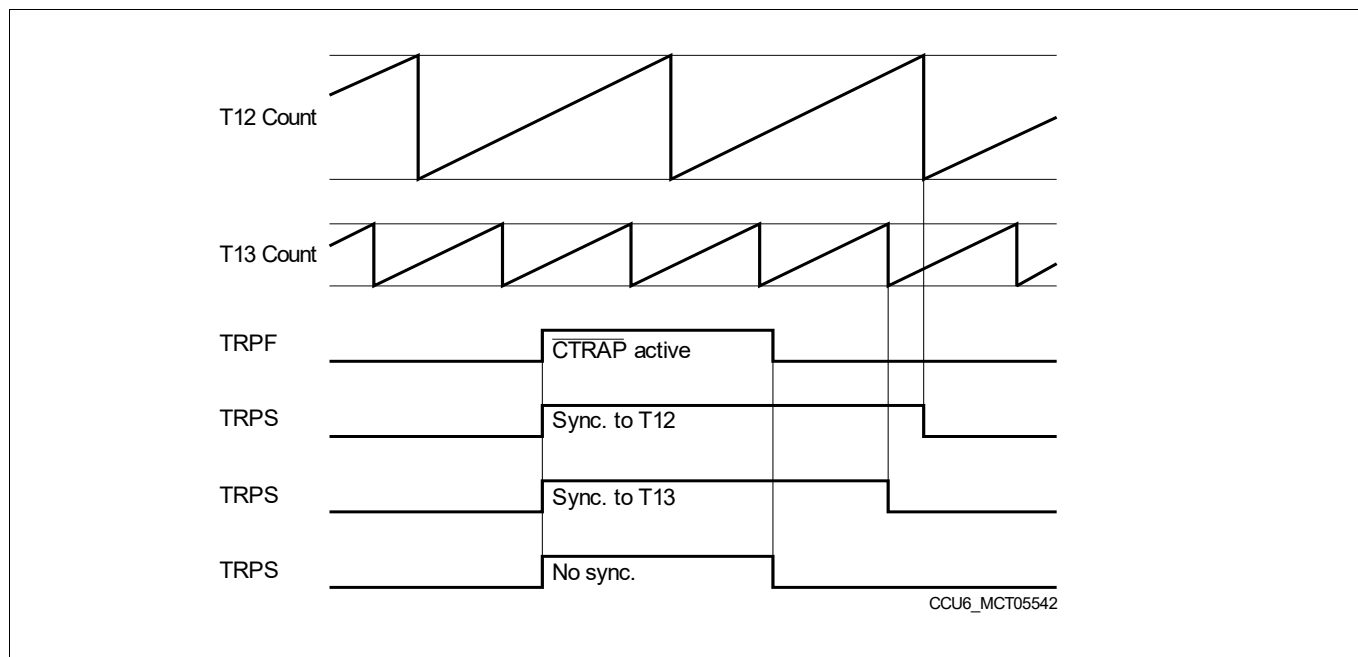 T12 Count
T13 Count
TRPF
CTRAP active
TRPS
Sync. to T12
TRPS
Sync. to T13
TRPS
No sync.
CCU6_MCT05542